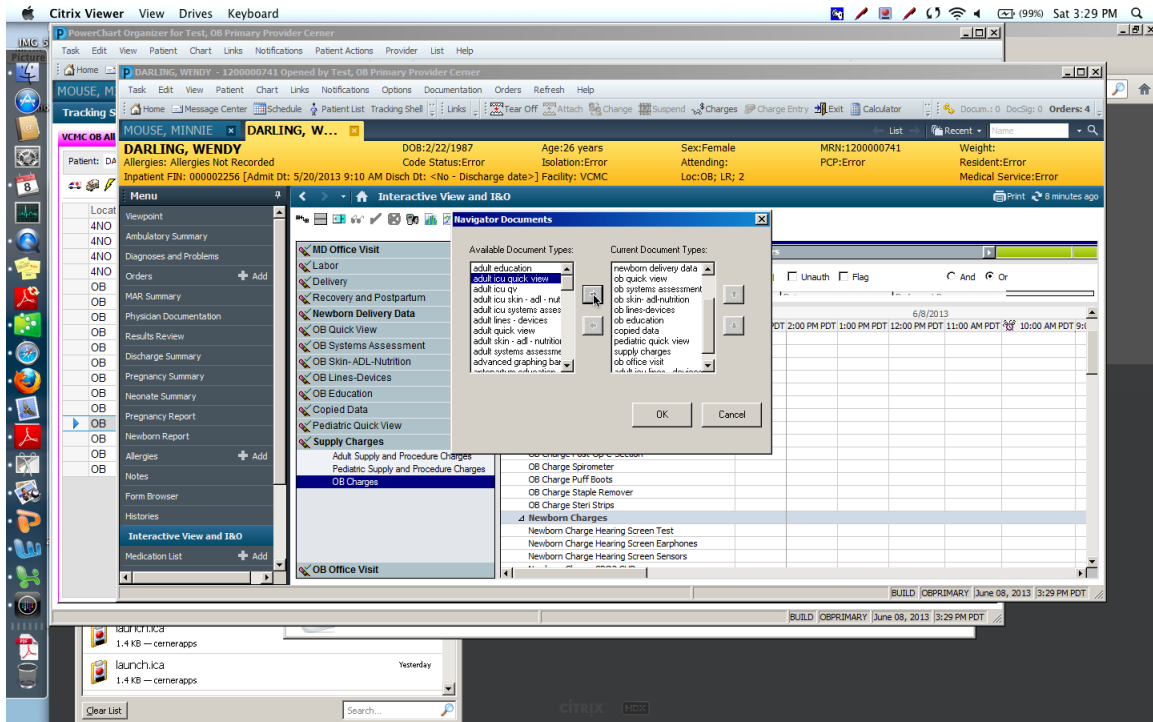 Citrix Viewer View Drives Keyboard
(99%) Sat 3:29 PM
PowerChart Organizer for Test, OB Primary Provider Cerner
Task Edit View Patient Chart Links Notifications Patient Actions Provider List Help
IMG 5
Picture
Home
DARLING, WENDY - 1200000741 Opened by Test, OB Primary Provider Cerner
MOUSE, M
Task Edit View Patient Chart Links Notifications Options Documentation Orders Refresh Help
Tracking S
Home Message Center Schedule Patient List Tracking Shell Links Tear Off Attach Change Suspend Charges Charge Entry Exit Calculator Docum.: 0 DocSig: 0 Orders: 4
MOUSE, MINNIE DARLING, W... List Recent Name
VCMC OB All
DARLING, WENDY DOB:2/22/1987 Age:26 years Sex:Female MRN:1200000741 Weight:
Patient: DA
Allergies: Allergies Not Recorded Code Status:Error Isolation:Error Attending: PCP:Error Resident:Error
Inpatient FIN: 000002256 [Admit Dt: 5/20/2013 9:10 AM Disch Dt: <No - Discharge date>] Facility: VCMC Loc:OB; LR; 2 Medical Service:Error
Menu Interactive View and I&O Print 8 minutes ago
Locat
4NO
4NO
4NO
4NO
OB
OB
OB
OB
OB
OB
OB
OB
OB
OB
OB
OB
OB
Viewpoint
Ambulatory Summary
Diagnoses and Problems
Orders Add
MAR Summary
Physician Documentation
Results Review
Discharge Summary
Pregnancy Summary
Neonate Summary
Pregnancy Report
Newborn Report
Allergies Add
Notes
Form Browser
Histories
Interactive View and I&O
Medication List Add
MD Office Visit
Labor
Delivery
Recovery and Postpartum
Newborn Delivery Data
OB Quick View
OB Systems Assessment
OB Skin-ADL-Nutrition
OB Lines-Devices
OB Education
Copied Data
Pediatric Quick View
Supply Charges
Adult Supply and Procedure Charges
Pediatric Supply and Procedure Charges
OB Charges
OB Office Visit
Navigator Documents
Available Document Types: Current Document Types:
adult education
adult icu quick view
adult icu qv
adult icu skin - adl - nut
adult icu systems asses
adult lines - devices
adult quick view
adult skin - adl - nutrition
adult systems assessme
advanced graphing bar
newborn delivery data
ob quick view
ob systems assessment
ob skin- adl-nutrition
ob lines-devices
ob education
copied data
pediatric quick view
supply charges
ob office visit
OK Cancel
Unauth Flag And Or
6/8/2013
PDT 2:00 PM PDT 1:00 PM PDT 12:00 PM PDT 11:00 AM PDT 10:00 AM PDT 9:
OB Charge Spirometer
OB Charge Puff Boots
OB Charge Staple Remover
OB Charge Steri Strips
Newborn Charges
Newborn Charge Hearing Screen Test
Newborn Charge Hearing Screen Earphones
Newborn Charge Hearing Screen Sensors
BUILD OBPRIMARY June 08, 2013 3:29 PM PDT
BUILD OBPRIMARY June 08, 2013 3:29 PM PDT
launch.ica
1.4 KB — cernerapps
launch.ica Yesterday
1.4 KB — cernerapps
Clear List Search...
CITRIX HDX